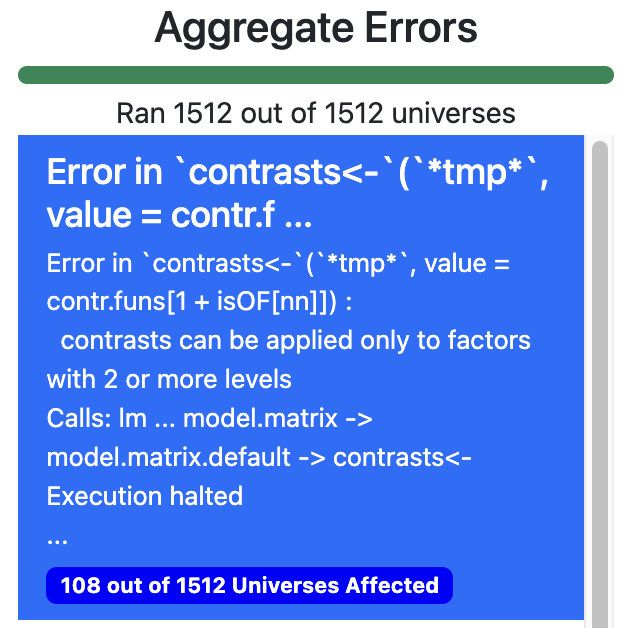 Aggregate Errors
Ran 1512 out of 1512 universes
Error in `contrasts<-`(`*tmp*`,
value = contr.f ...
Error in `contrasts<-`(`*tmp*`, value =
contr.funs[1 + isOF[nn]]) :
contrasts can be applied only to factors
with 2 or more levels
Calls: lm ... model.matrix ->
model.matrix.default -> contrasts<-
Execution halted
...
108 out of 1512 Universes Affected